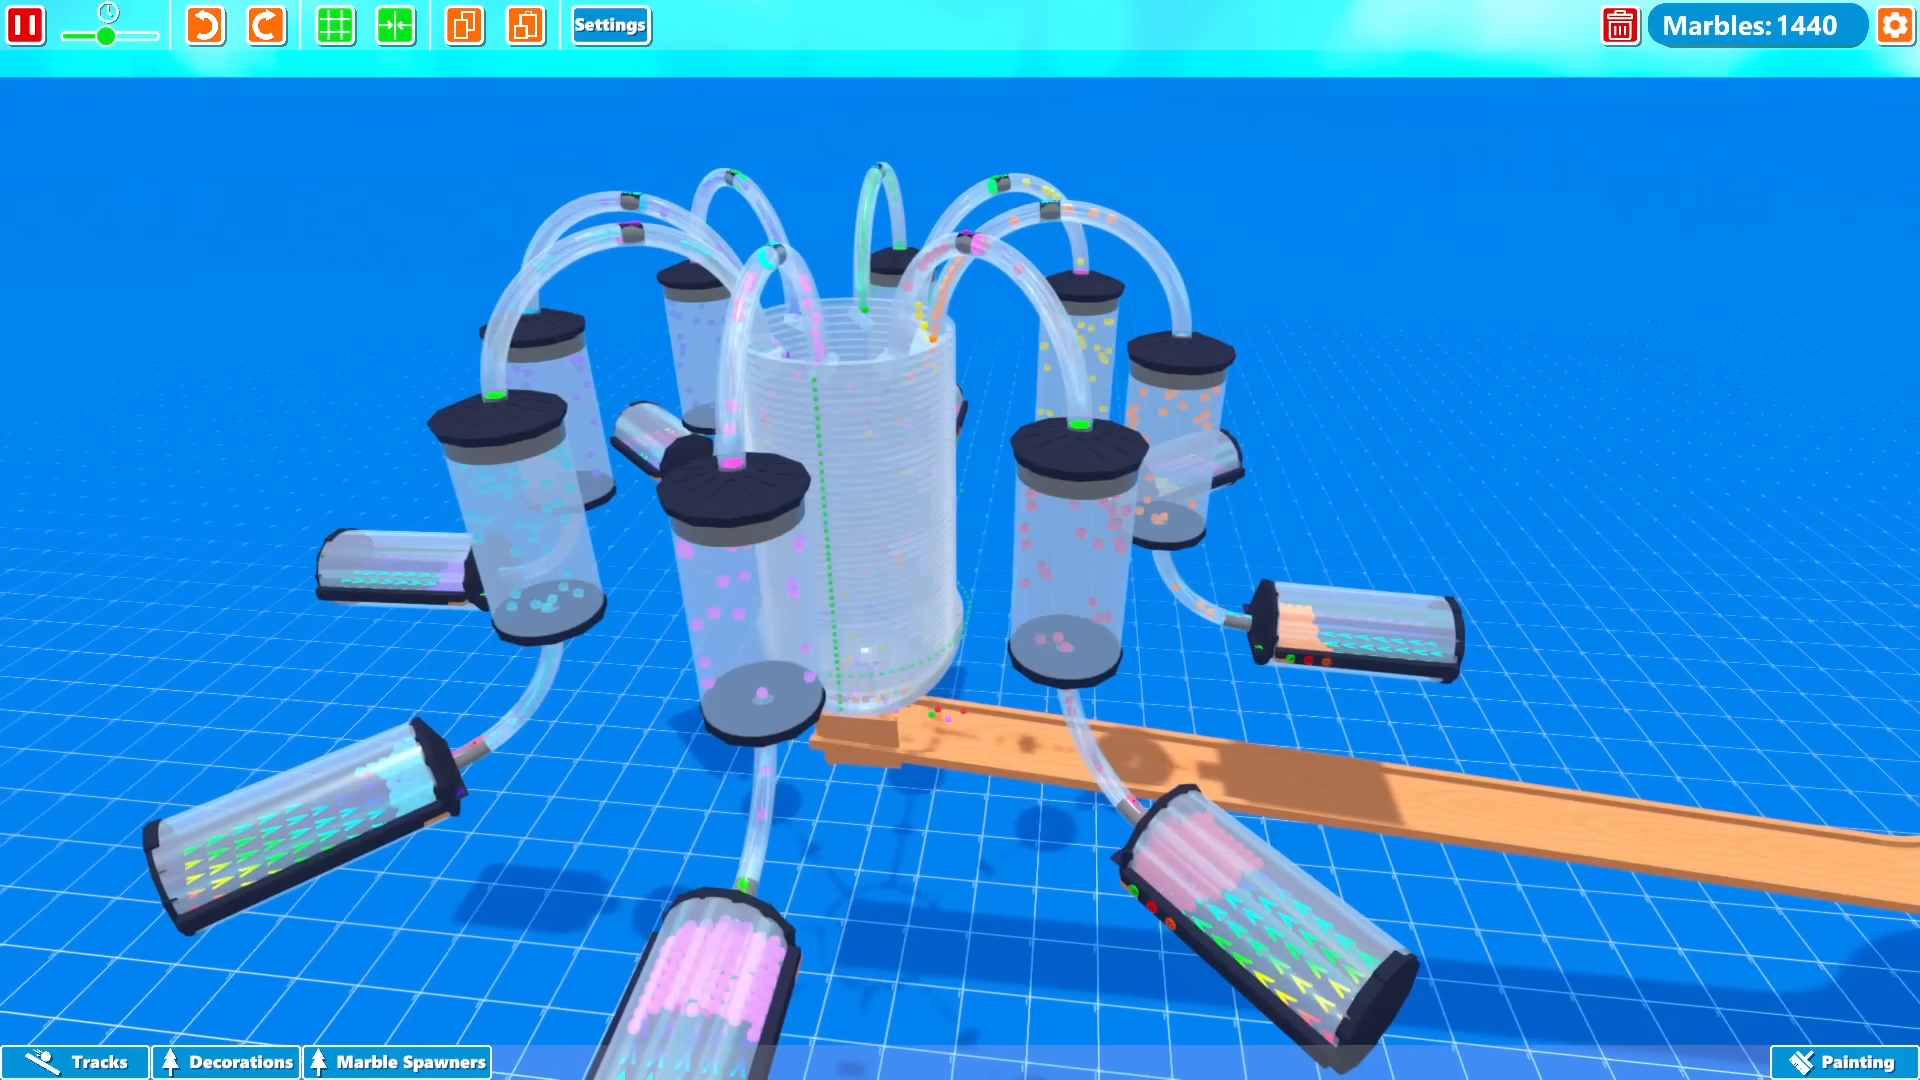 Settings
Marbles: 1440
Tracks
Decorations
Marble Spawners
Painting